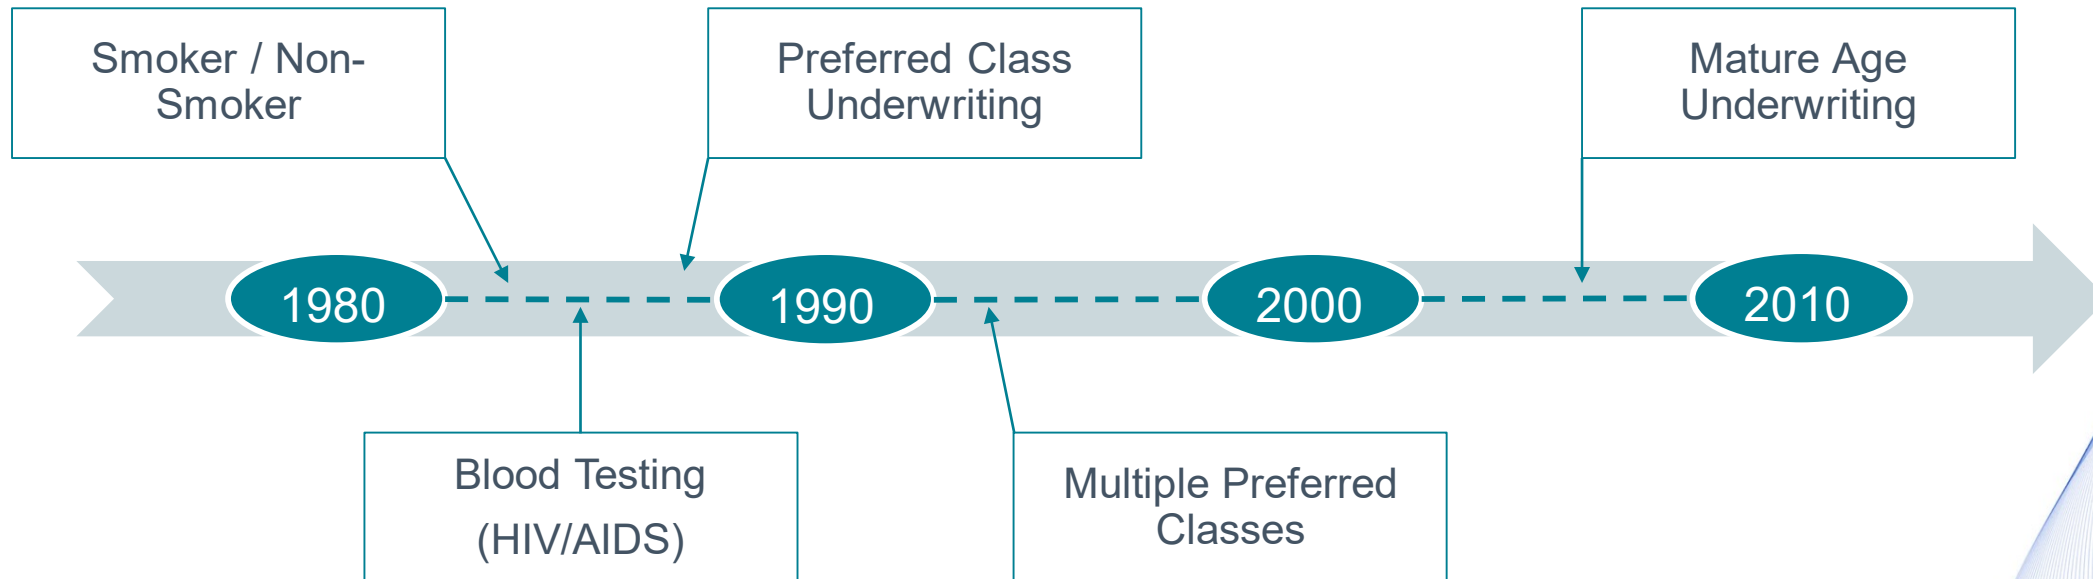 Smoker / Non-
Smoker
Preferred Class
Underwriting
Mature Age
Underwriting
1980
1990
2000
2010
Blood Testing
(HIV/AIDS)
Multiple Preferred
Classes